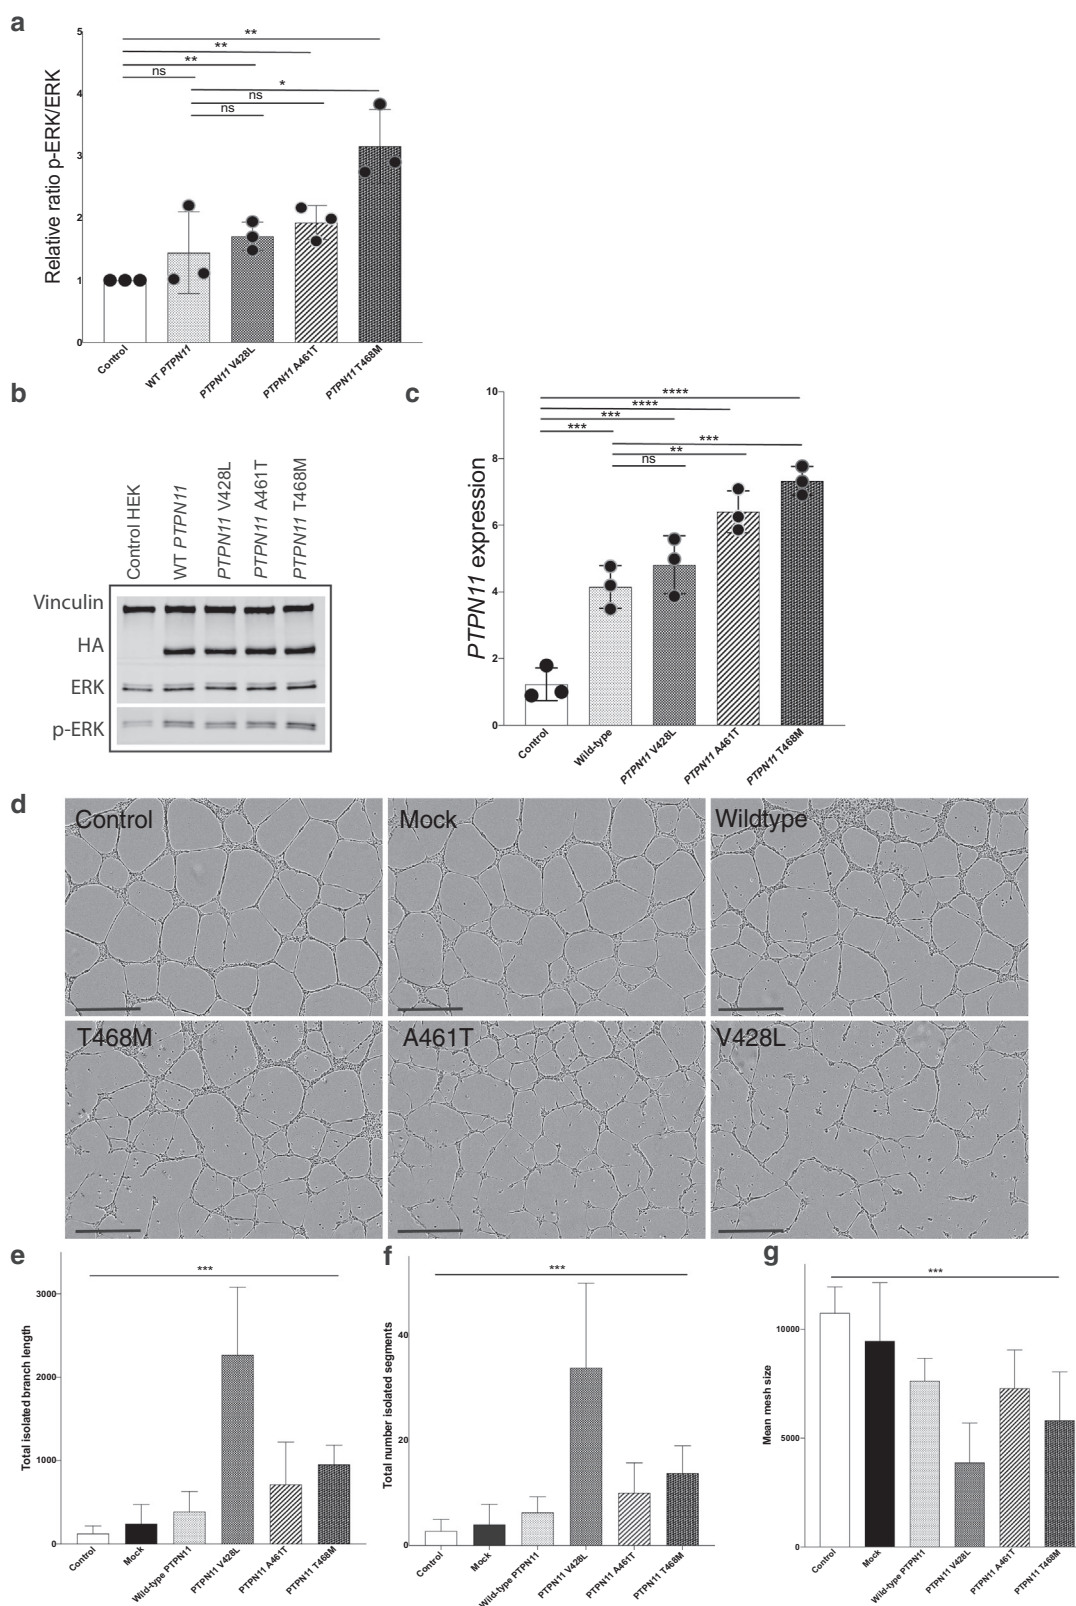 a
Relative ratio p-ERK/ERK
5
4
3
2
1
0
**
**
**
ns
*
ns
ns
Control
WT PTPN11
PTPN11 V428L
PTPN11 A461T
PTPN11 T468M
b
Control HEK
WT PTPN11
PTPN11 V428L
PTPN11 A461T
PTPN11 T468M
Vinculin
HA
ERK
p-ERK
c
PTPN11 expression
10
8
6
4
2
0
****
****
***
***
***
**
ns
Control
Wild-type
PTPN11 V428L
PTPN11 A461T
PTPN11 T468M
d
Control
Mock
Wildtype
T468M
A461T
V428L
e
Total isolated branch length
3000
2000
1000
0
***
Control
Mock
Wild-type PTPN11
PTPN11 V428L
PTPN11 A461T
PTPN11 T468M
f
Total number isolated segments
40
20
0
***
Control
Mock
Wild-type PTPN11
PTPN11 V428L
PTPN11 A461T
PTPN11 T468M
g
Mean mesh size
10000
5000
0
***
Control
Mock
Wild-type PTPN11
PTPN11 V428L
PTPN11 A461T
PTPN11 T468M